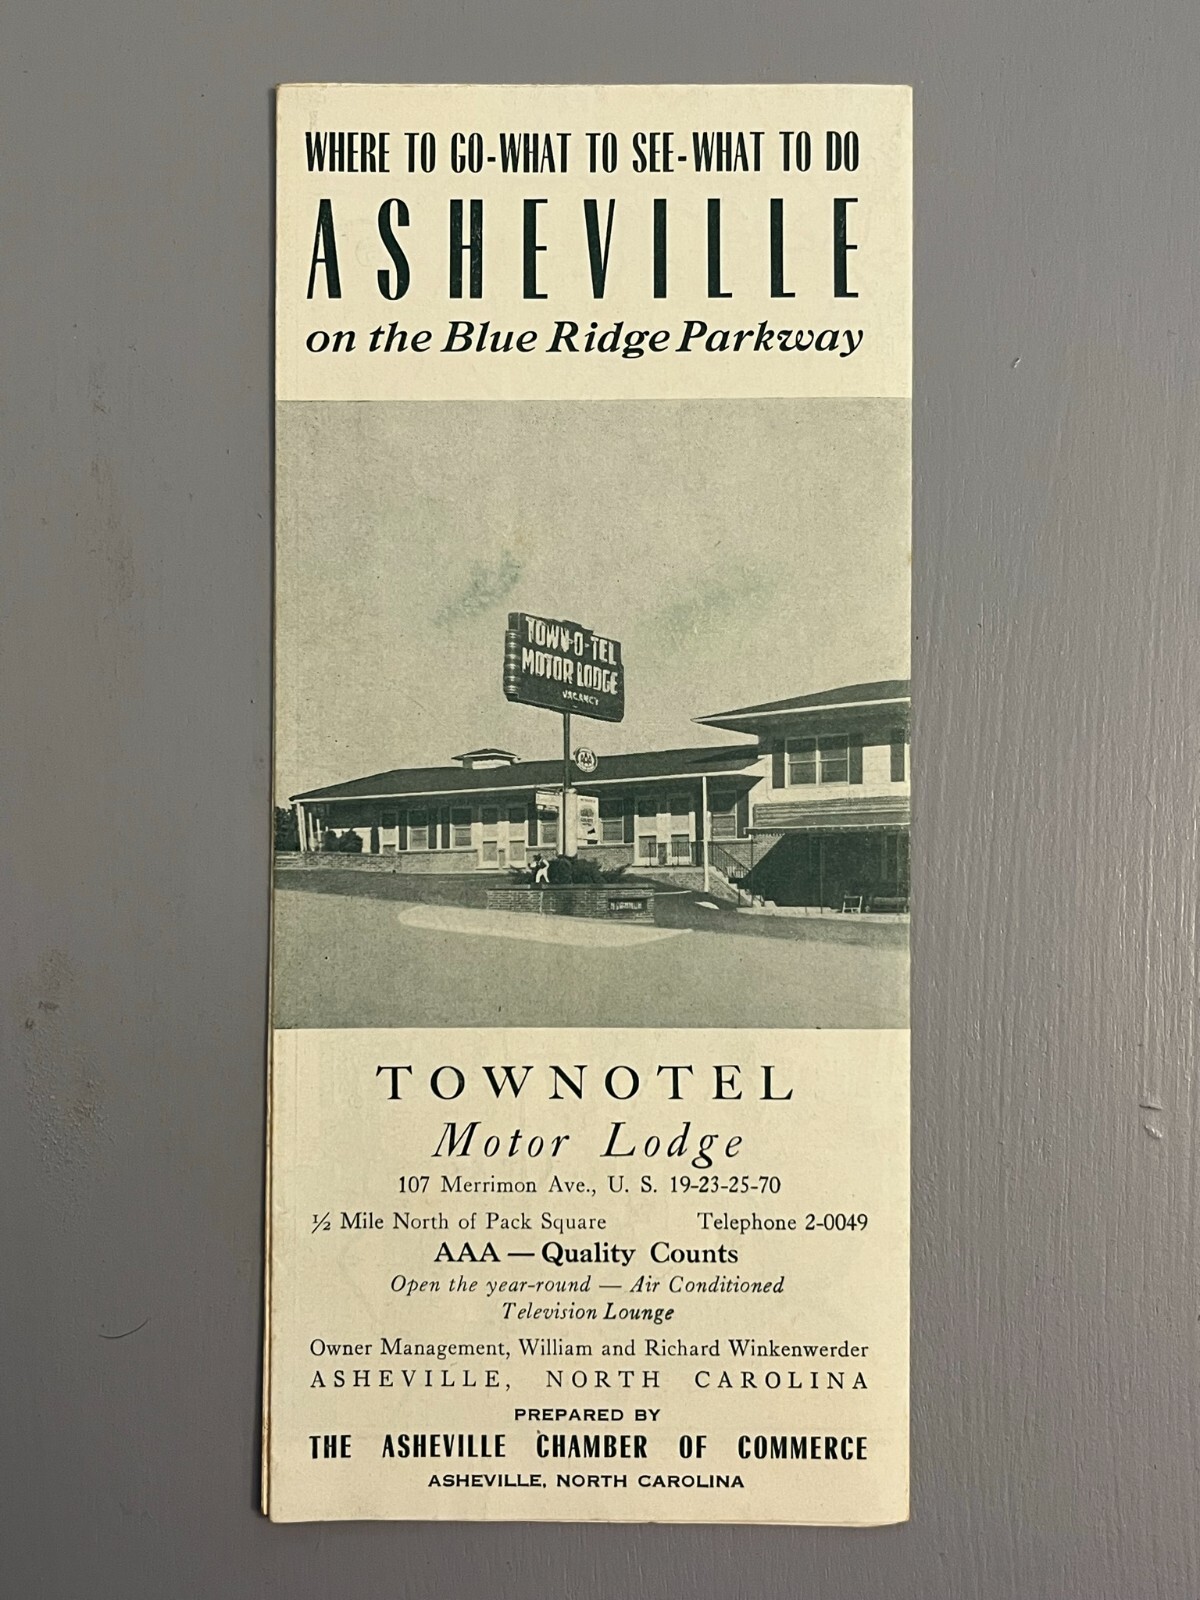 WHERE TO GO-WHAT TO SEE-WHAT TO DO
ASHEVILLE
on the Blue Ridge Parkway
TOWN-O-TEL
MOTOR LODGE
VACANCY
AAA
TOWNOTEL
Motor Lodge
107 Merrimon Ave., U. S. 19-23-25-70
½ Mile North of Pack Square Telephone 2-0049
AAA — Quality Counts
Open the year-round — Air Conditioned
Television Lounge
Owner Management, William and Richard Winkenwerder
ASHEVILLE, NORTH CAROLINA
PREPARED BY
THE ASHEVILLE CHAMBER OF COMMERCE
ASHEVILLE, NORTH CAROLINA